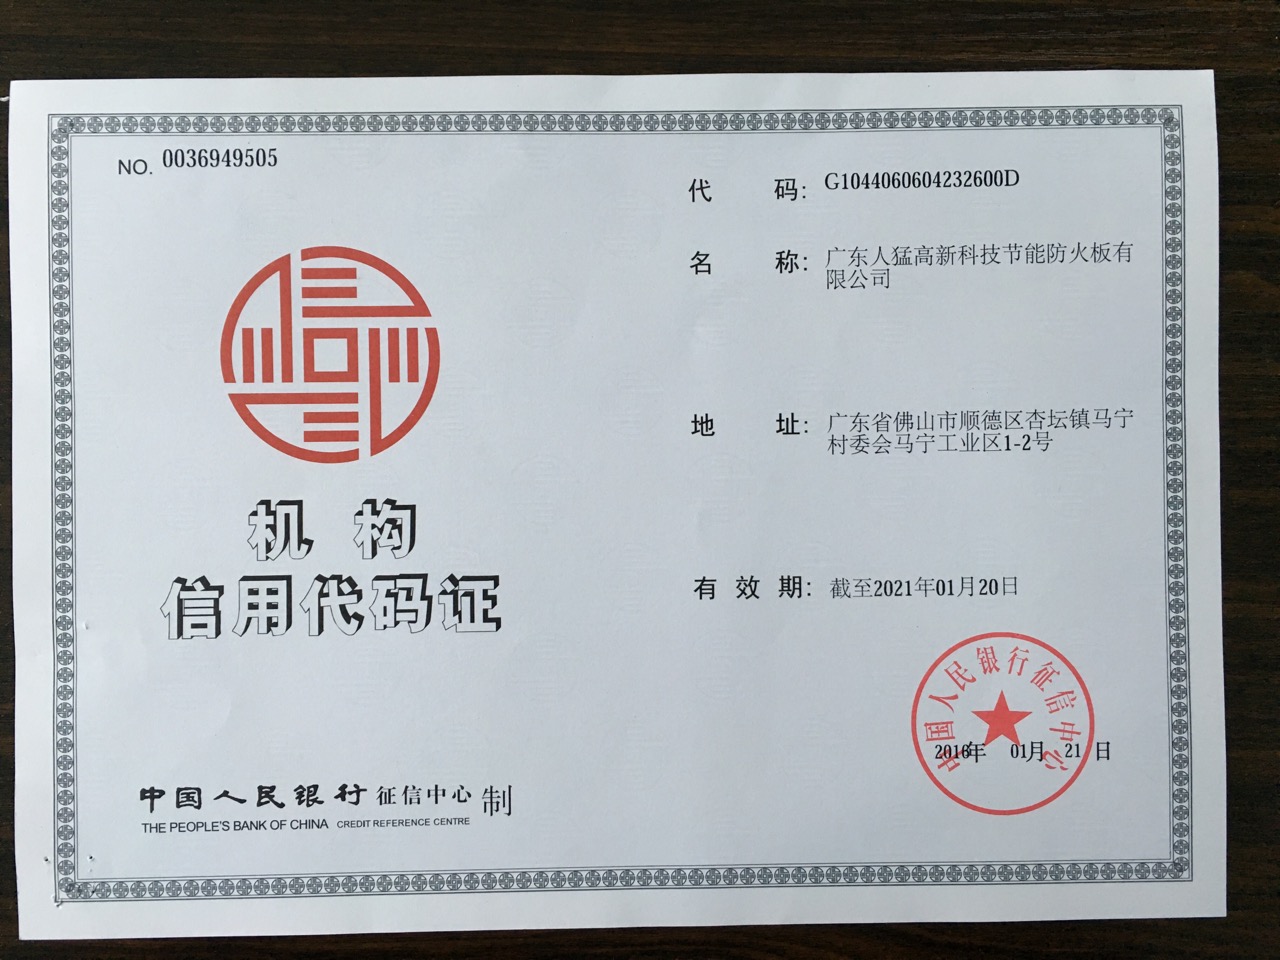 NO. 0036949505
机 构
信用代码证
中国人民银行 征信中心 制
THE PEOPLE'S BANK OF CHINA CREDIT REFERENCE CENTRE
代 码: G1044060604232600D
名 称: 广东人猛高新科技节能防火板有
限公司
地 址: 广东省佛山市顺德区杏坛镇马宁
村委会马宁工业区1-2号
有 效 期: 截至2021年01月20日
中国人民银行征信中心
2016年 01月 21 日